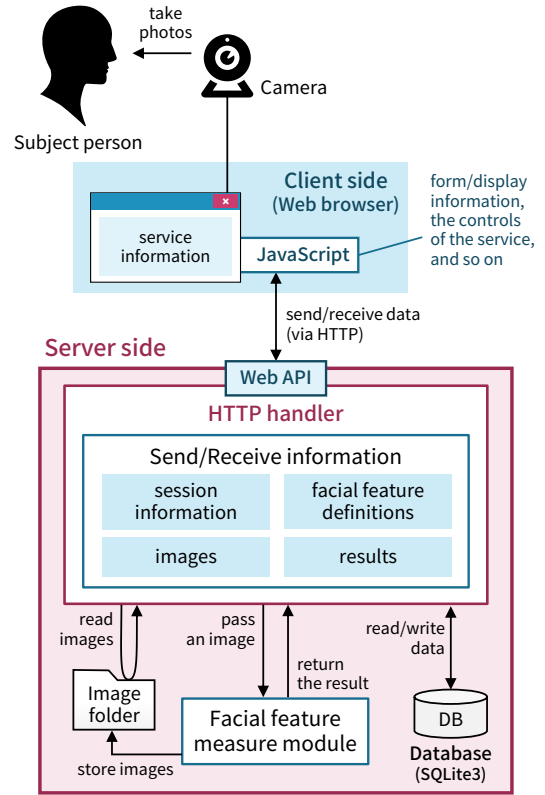 take
photos
Camera
Subject person
Client side
(Web browser)
service
information
JavaScript
form/display
information,
the controls
of the service,
and so on
send/receive data
(via HTTP)
Server side
Web API
HTTP handler
Send/Receive information
session
information
facial feature
definitions
images
results
read
images
pass
an image
return
the result
read/write
data
Image
folder
Facial feature
measure module
DB
Database
(SQLite3)
store images